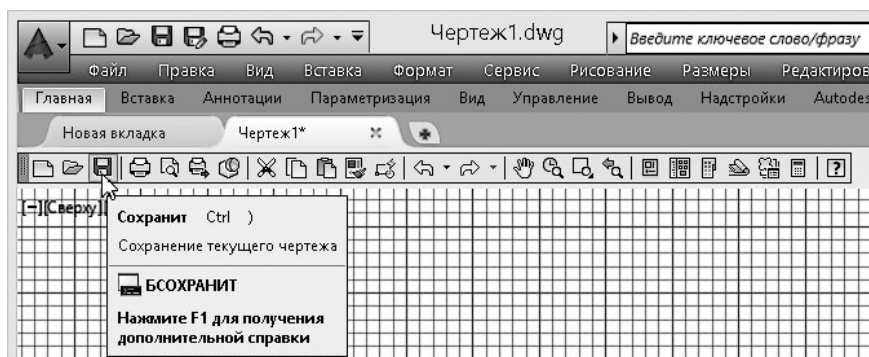 Чертеж1.dwg Введите ключевое слово/фразу
Файл Правка Вид Вставка Формат Сервис Рисование Размеры Редактиров
Главная Вставка Аннотации Параметризация Вид Управление Вывод Надстройки Autodes
Новая вкладка Чертеж1*
[−][Сверху][
Сохранит Ctrl )
Сохранение текущего чертежа
БСОХРАНИТ
Нажмите F1 для получения
дополнительной справки